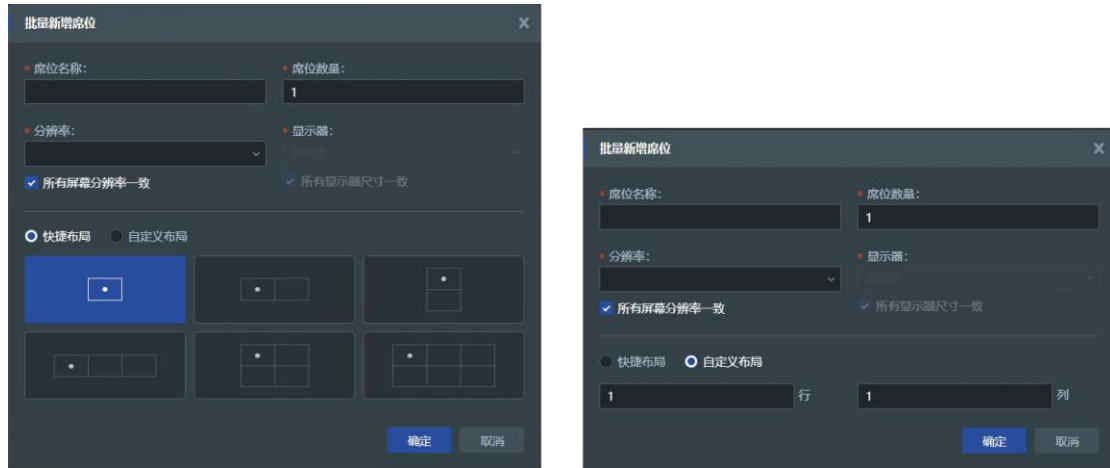 批量新增席位
* 席位名称:
* 席位数量:
1
* 分辨率:
* 显示器:
所有屏幕分辨率一致
所有显示器尺寸一致
快捷布局 自定义布局
确定 取消
批量新增席位
* 席位名称:
* 席位数量:
1
* 分辨率:
* 显示器:
所有屏幕分辨率一致
所有显示器尺寸一致
快捷布局 自定义布局
1 行 1 列
确定 取消